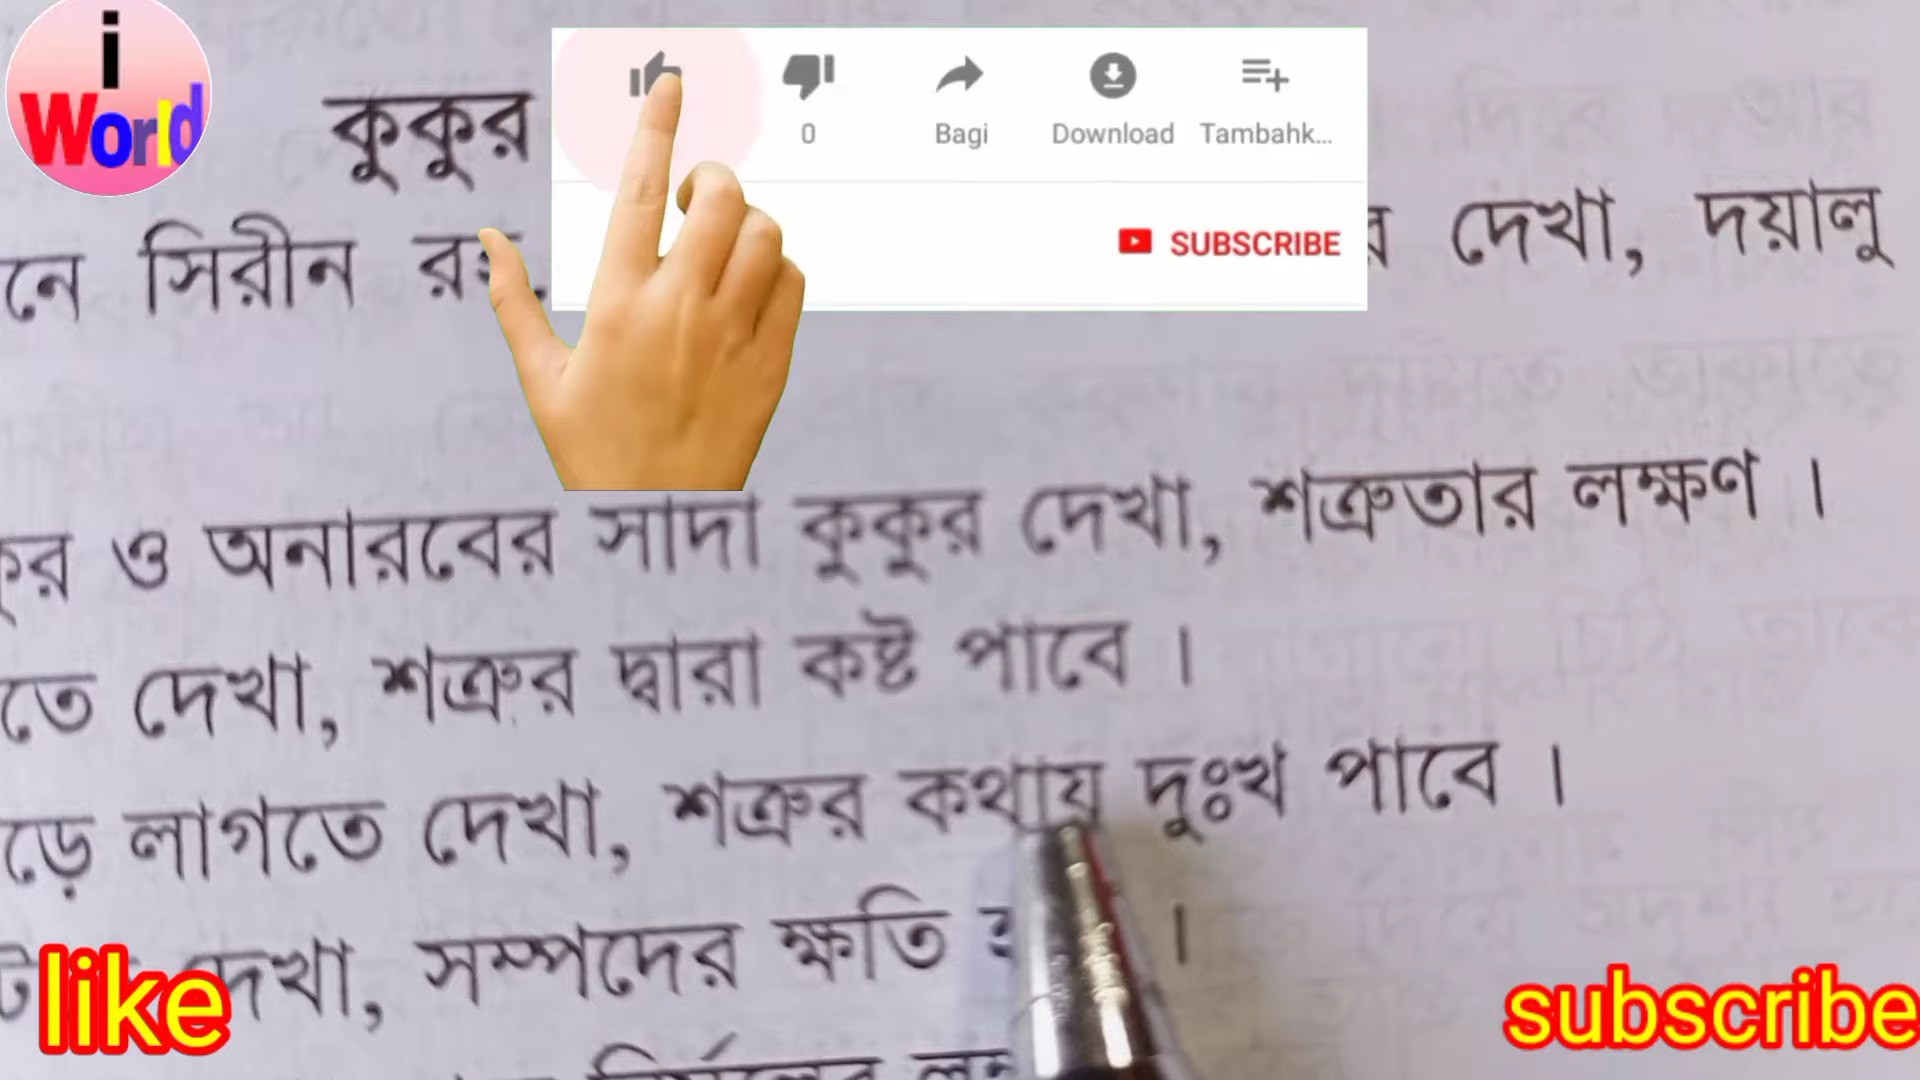 i
World
কুকুর
0 Bagi Download Tambahk...
SUBSCRIBE
সিরীন দেখা, দয়ালু
ও অনারবের সাদা কুকুর দেখা, শত্রুতার লক্ষণ ।
দেখা, শত্রুর দ্বারা কষ্ট পাবে ।
লাগতে দেখা, শত্রুর কথায় দুঃখ পাবে ।
দেখা, সম্পদের ক্ষতি ।
like
subscribe